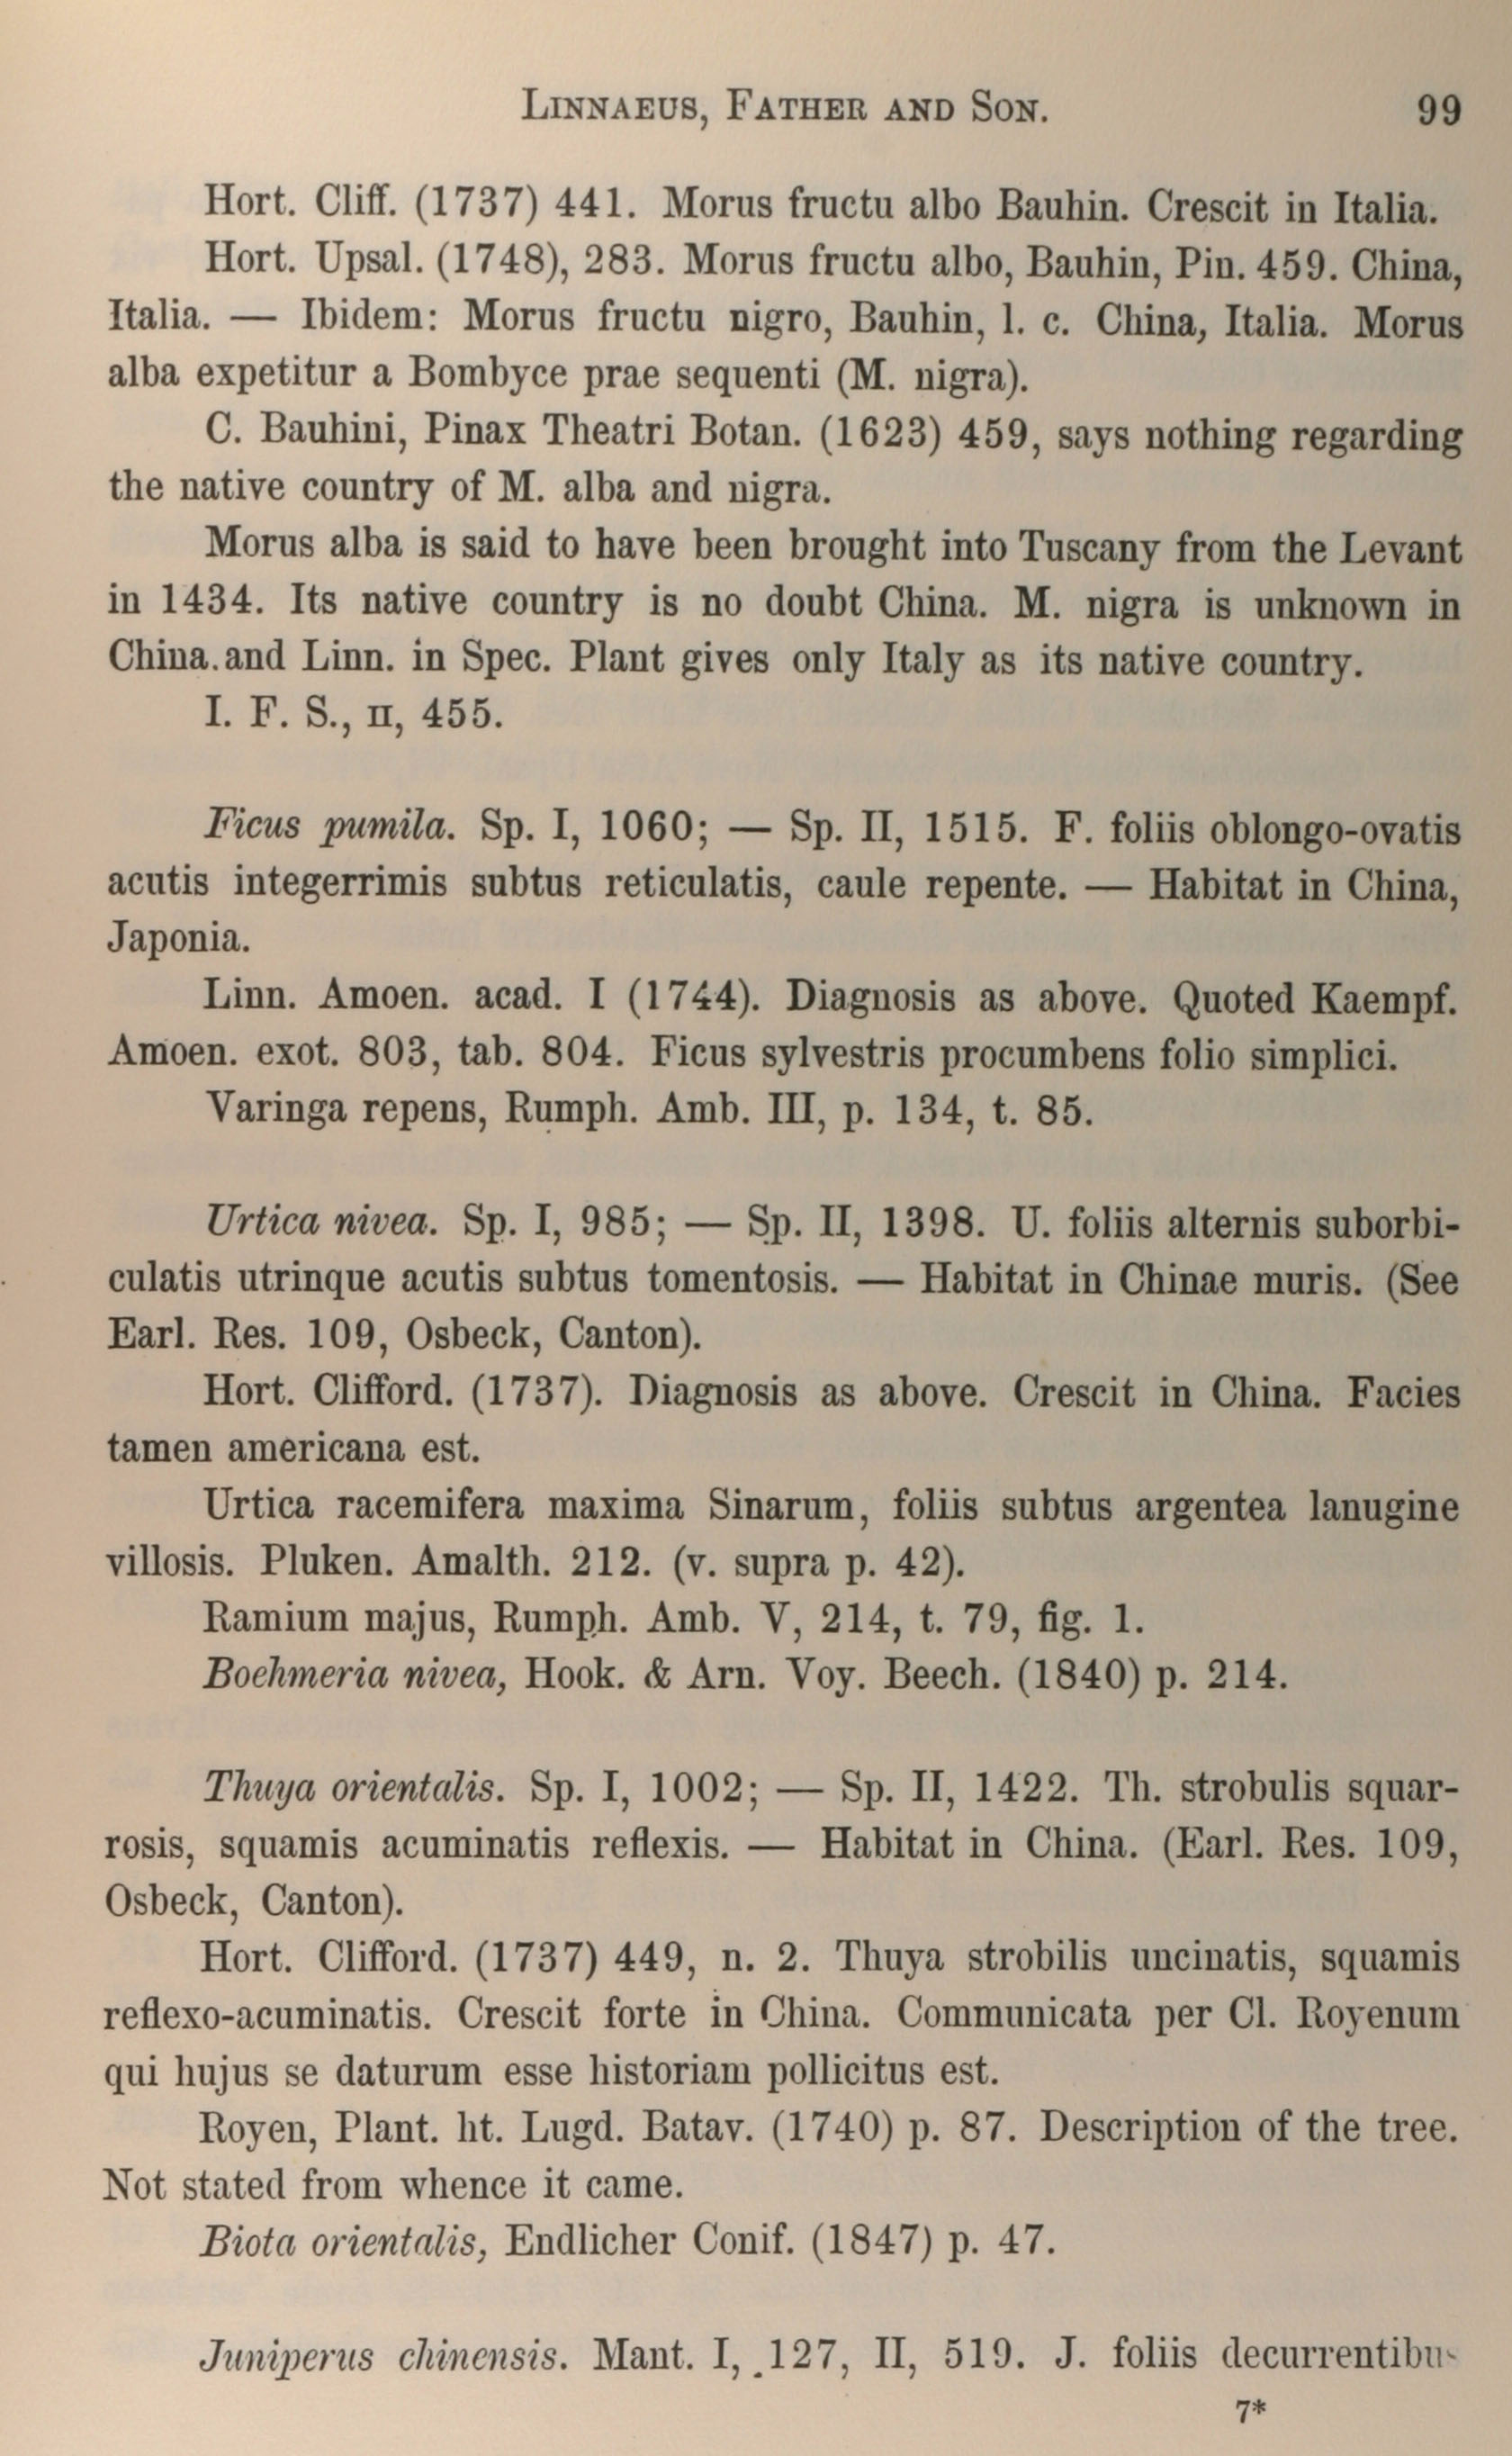 LINNAEUS, FATHER AND SON. 99
Hort. Cliff. (1737) 441. Morus fructu albo Bauhin. Crescit in Italia.
Hort. Upsal. (1748), 283. Morus fructu albo, Bauhin, Pin. 459. China,
Italia. — Ibidem: Morus fructu nigro, Bauhin, l. c. China, Italia. Morus
alba expetitur a Bombyce prae sequenti (M. nigra).
C. Bauhini, Pinax Theatri Botan. (1623) 459, says nothing regarding
the native country of M. alba and nigra.
Morus alba is said to have been brought into Tuscany from the Levant
in 1434. Its native country is no doubt China. M. nigra is unknown in
China.and Linn. in Spec. Plant gives only Italy as its native country.
I. F. S., II, 455.
Ficus pumila. Sp. I, 1060; — Sp. II, 1515. F. foliis oblongo-ovatis
acutis integerrimis subtus reticulatis, caule repente. — Habitat in China,
Japonia.
Linn. Amoen. acad. I (1744). Diagnosis as above. Quoted Kaempf.
Amoen. exot. 803, tab. 804. Ficus sylvestris procumbens folio simplici.
Varinga repens, Rumph. Amb. III, p. 134, t. 85.
Urtica nivea. Sp. I, 985; — Sp. II, 1398. U. foliis alternis suborbi-
culatis utrinque acutis subtus tomentosis. — Habitat in Chinae muris. (See
Earl. Res. 109, Osbeck, Canton).
Hort. Clifford. (1737). Diagnosis as above. Crescit in China. Facies
tamen americana est.
Urtica racemifera maxima Sinarum, foliis subtus argentea lanugine
villosis. Pluken. Amalth. 212. (v. supra p. 42).
Ramium majus, Rumph. Amb. V, 214, t. 79, fig. 1.
Boehmeria nivea, Hook. & Arn. Voy. Beech. (1840) p. 214.
Thuya orientalis. Sp. I, 1002; — Sp. II, 1422. Th. strobulis squar-
rosis, squamis acuminatis reflexis. — Habitat in China. (Earl. Res. 109,
Osbeck, Canton).
Hort. Clifford. (1737) 449, n. 2. Thuya strobilis uncinatis, squamis
reflexo-acuminatis. Crescit forte in China. Communicata per Cl. Royenum
qui hujus se daturum esse historiam pollicitus est.
Royen, Plant. ht. Lugd. Batav. (1740) p. 87. Description of the tree.
Not stated from whence it came.
Biota orientalis, Endlicher Conif. (1847) p. 47.
Juniperus chinensis. Mant. I, 127, II, 519. J. foliis decurrentibus
7*